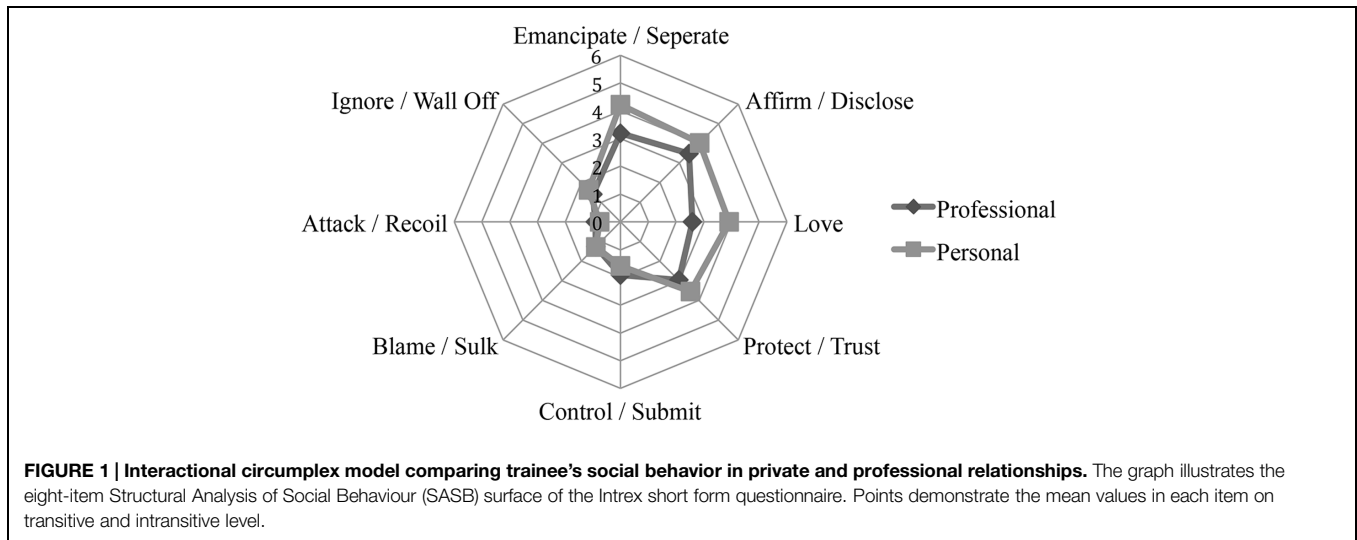 Emancipate / Seperate
6
5
4
3
2
1
0
Ignore / Wall Off
Affirm / Disclose
Attack / Recoil
Love
Blame / Sulk
Protect / Trust
Control / Submit
Professional
Personal
FIGURE 1 | Interactional circumplex model comparing trainee's social behavior in private and professional relationships. The graph illustrates the
eight-item Structural Analysis of Social Behaviour (SASB) surface of the Intrex short form questionnaire. Points demonstrate the mean values in each item on
transitive and intransitive level.